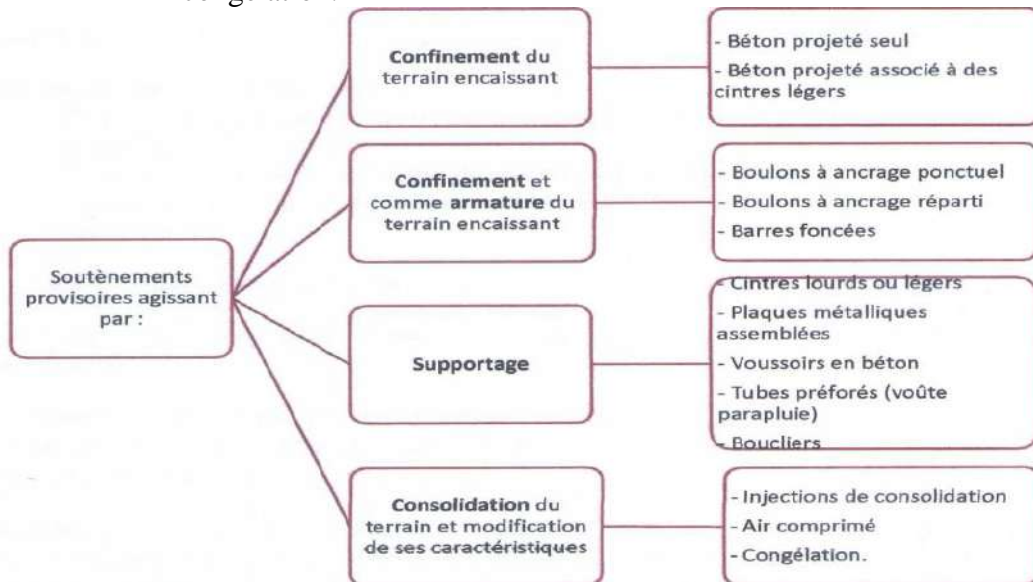 Confinement du
terrain encaissant
- Béton projeté seul
- Béton projeté associé à des
cintres légers
Confinement et
comme armature du
terrain encaissant
- Boulons à ancrage ponctuel
- Boulons à ancrage réparti
- Barres foncées
Soutènements
provisoires agissant
par :
Supportage
- Cintres lourds ou légers
- Plaques métalliques
assemblées
- Voussoirs en béton
- Tubes préforés (voûte
parapluie)
- Boucliers
Consolidation du
terrain et modification
de ses caractéristiques
- Injections de consolidation
- Air comprimé
- Congélation.